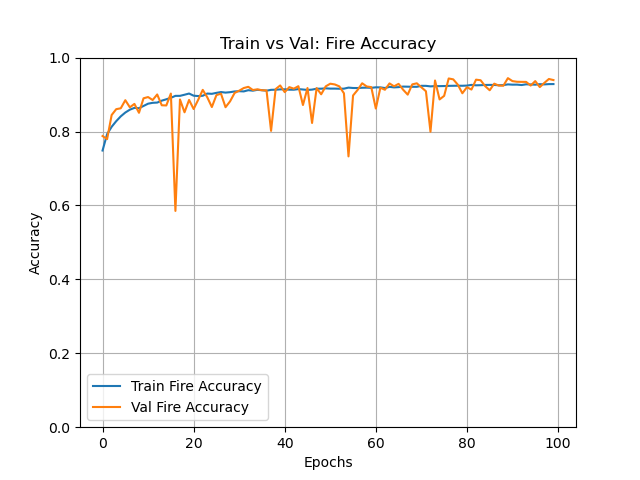 Train vs Val: Fire Accuracy
1.0
0.8
0.6
0.4
0.2
0.0
Accuracy
Train Fire Accuracy
Val Fire Accuracy
0 20 40 60 80 100
Epochs